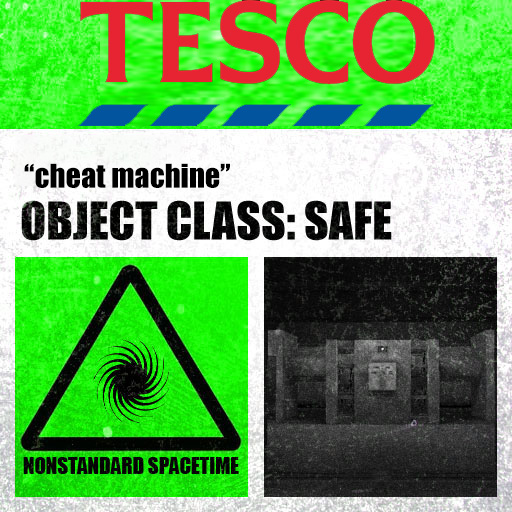 TESCO
“cheat machine”
OBJECT CLASS: SAFE
NONSTANDARD SPACETIME